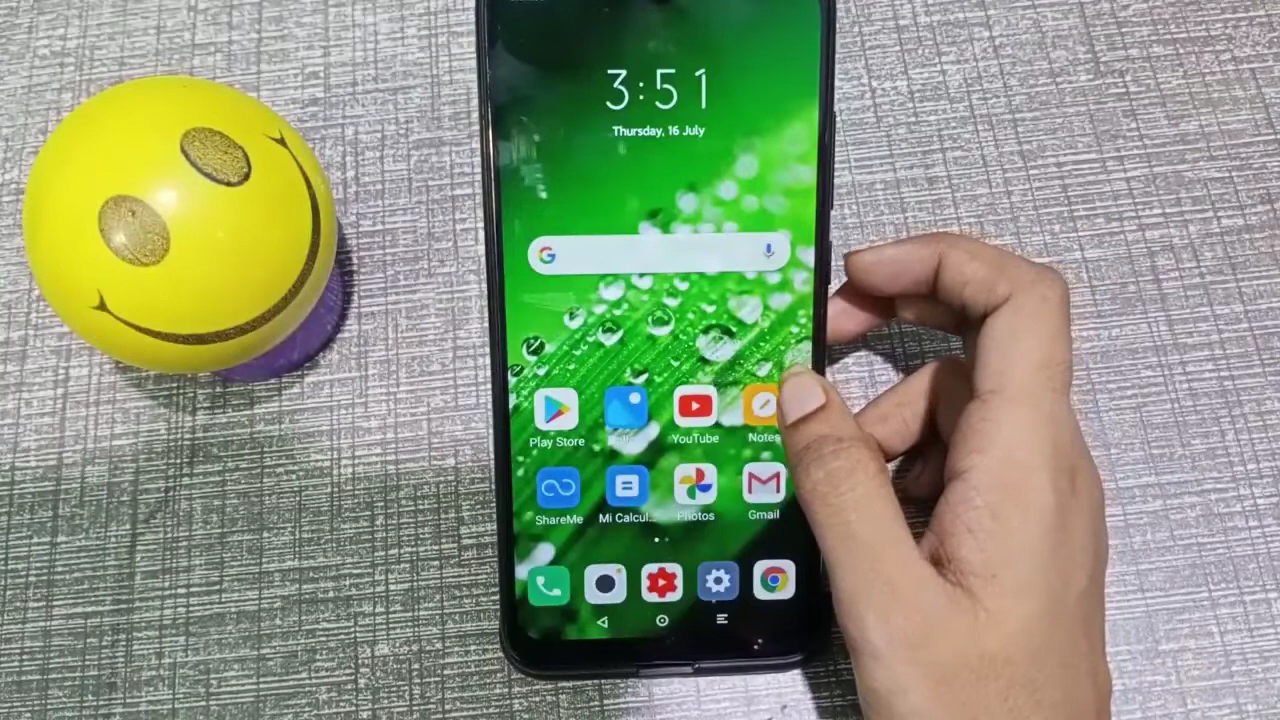 3:51
Thursday, 16 July
Play Store
YouTube
Notes
ShareMe
Mi Calcul...
Photos
Gmail